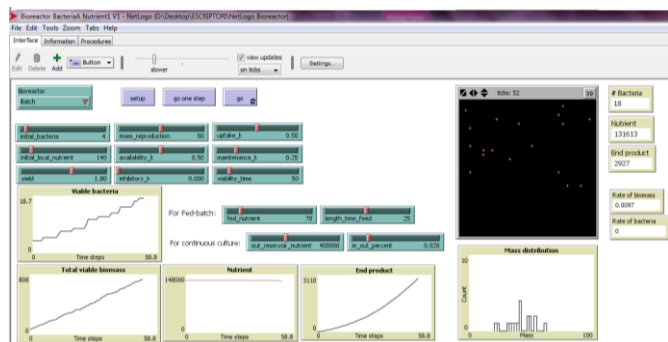 Bioreactor BacteriaA Nutrient1 V1 - NetLogo {D:\Desktop\ESCRIPTORI\NetLogo Bioreactor}
File Edit Tools Zoom Tabs Help
Interface Information Procedures
Edit Delete Add Button slower view updates on ticks Settings...
Bioreactor
Batch
setup go one step go
ticks: 52 3D
# Bacteria
18
Nutrient
131613
End product
2927
Rate of biomass
0.0097
Rate of bacteria
0
initial_bacteria 4 mass_reproduction 50 uptake_k 0.50
initial_local_nutrient 140 availability_k 0.50 maintenance_k 0.25
yield 1.00 inhibitory_k 0.000 viability_time 50
Viable bacteria
18.7
0
0 Time steps 58.8
For Fed-batch: fed_nutrient 70 length_time_feed 25
For continuous culture: out_reservoir_nutrient 400000 in_out_percent 0.020
Total viable biomass
808
0
0 Time steps 58.8
Nutrient
148000
0
0 Time steps 58.8
End product
3110
0
0 Time steps 58.8
Mass distribution
10
Count
0
0 Mass 100